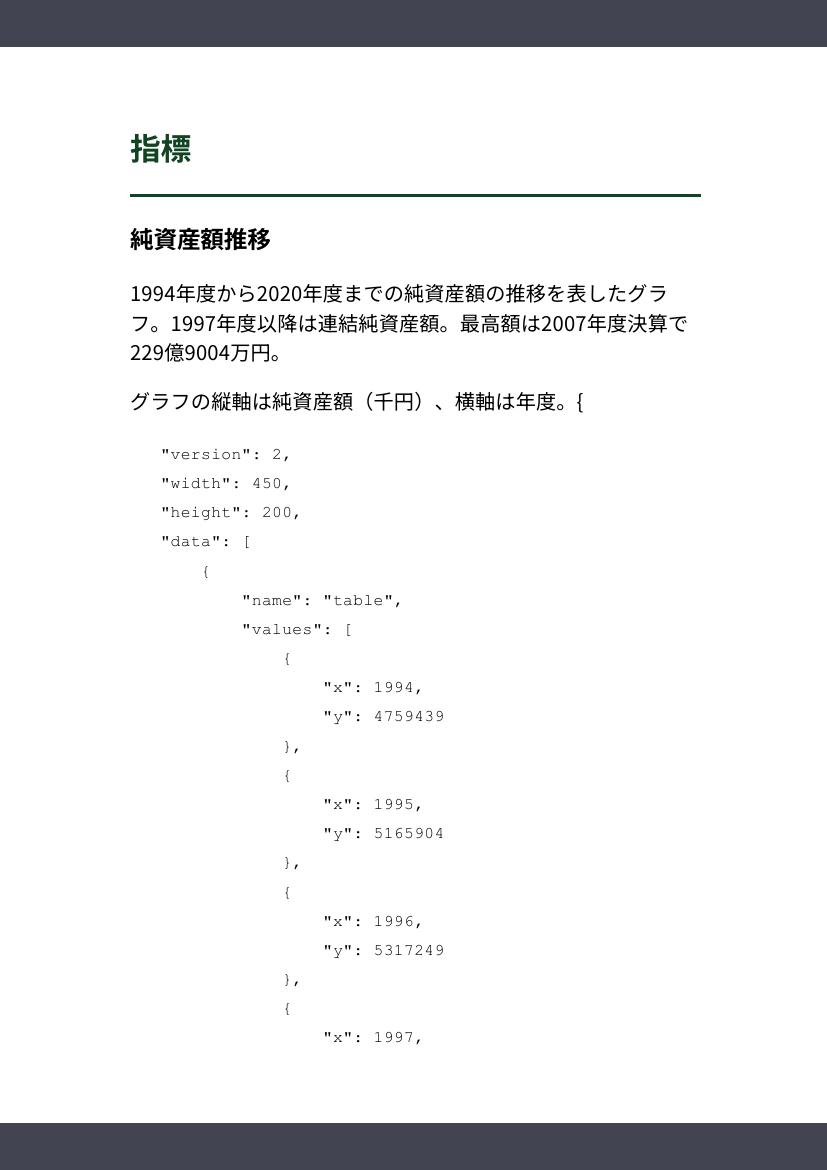 指標
純資産額推移
1994年度から2020年度までの純資産額の推移を表したグラ
フ。1997年度以降は連結純資産額。最高額は2007年度決算で
229億9004万円。
グラフの縦軸は純資産額（千円）、横軸は年度。{
"version": 2,
"width": 450,
"height": 200,
"data": [
{
"name": "table",
"values": [
{
"x": 1994,
"y": 4759439
},
{
"x": 1995,
"y": 5165904
},
{
"x": 1996,
"y": 5317249
},
{
"x": 1997,